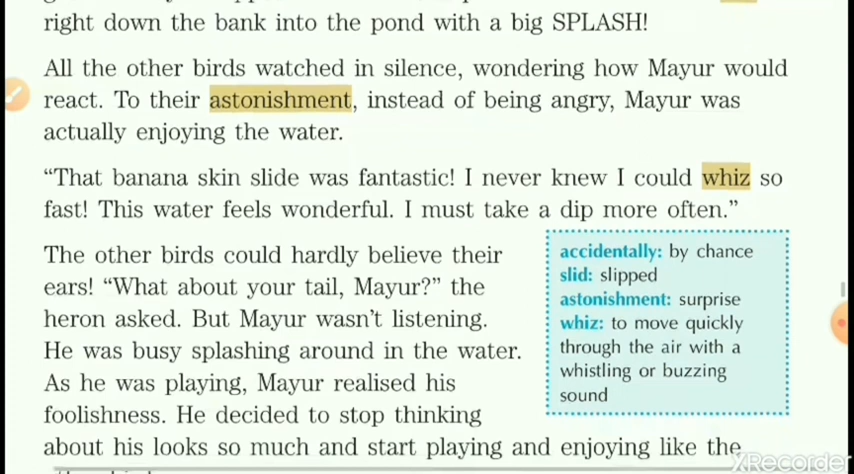 right down the bank into the pond with a big SPLASH!
All the other birds watched in silence, wondering how Mayur would
react. To their astonishment, instead of being angry, Mayur was
actually enjoying the water.
“That banana skin slide was fantastic! I never knew I could whiz so
fast! This water feels wonderful. I must take a dip more often.”
The other birds could hardly believe their
ears! “What about your tail, Mayur?” the
heron asked. But Mayur wasn’t listening.
He was busy splashing around in the water.
As he was playing, Mayur realised his
foolishness. He decided to stop thinking
about his looks so much and start playing and enjoying like the
accidentally: by chance
slid: slipped
astonishment: surprise
whiz: to move quickly
through the air with a
whistling or buzzing
sound
XRecorder